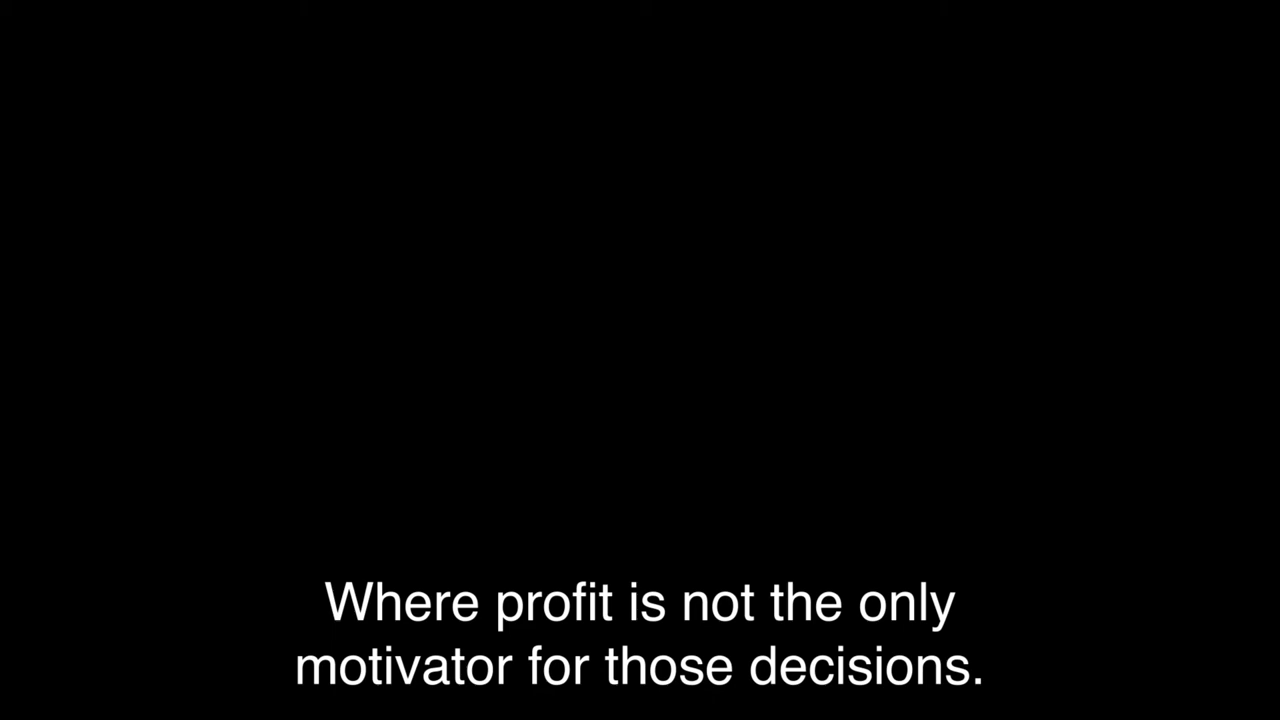 Where profit is not the only
motivator for those decisions.